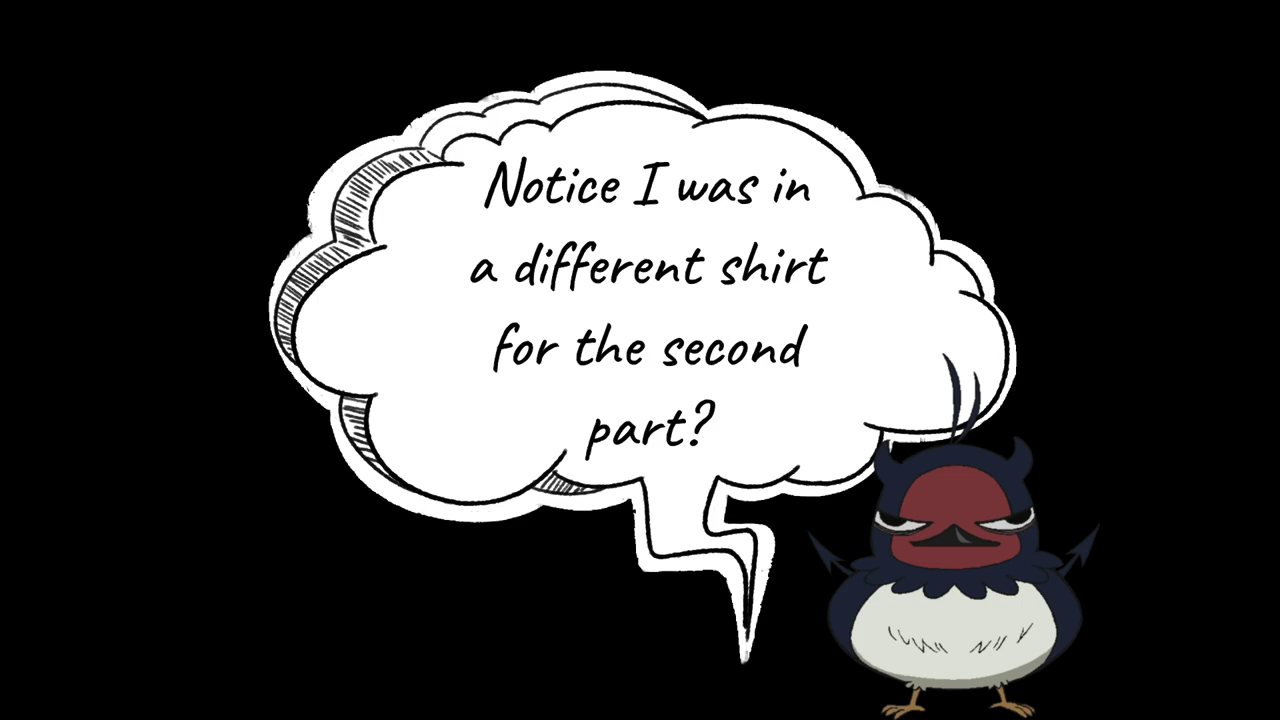 Notice I was in
a different shirt
for the second
part?